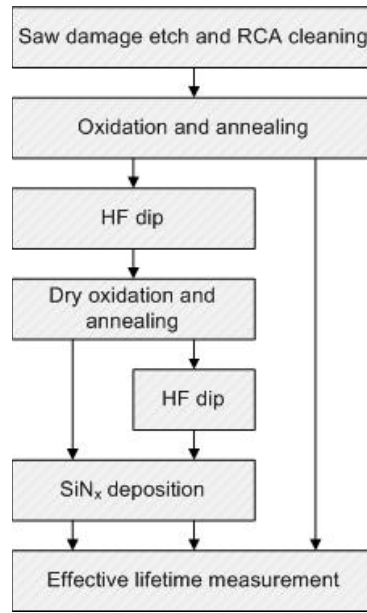 Saw damage etch and RCA cleaning
Oxidation and annealing
HF dip
Dry oxidation and
annealing
HF dip
SiNₓ deposition
Effective lifetime measurement